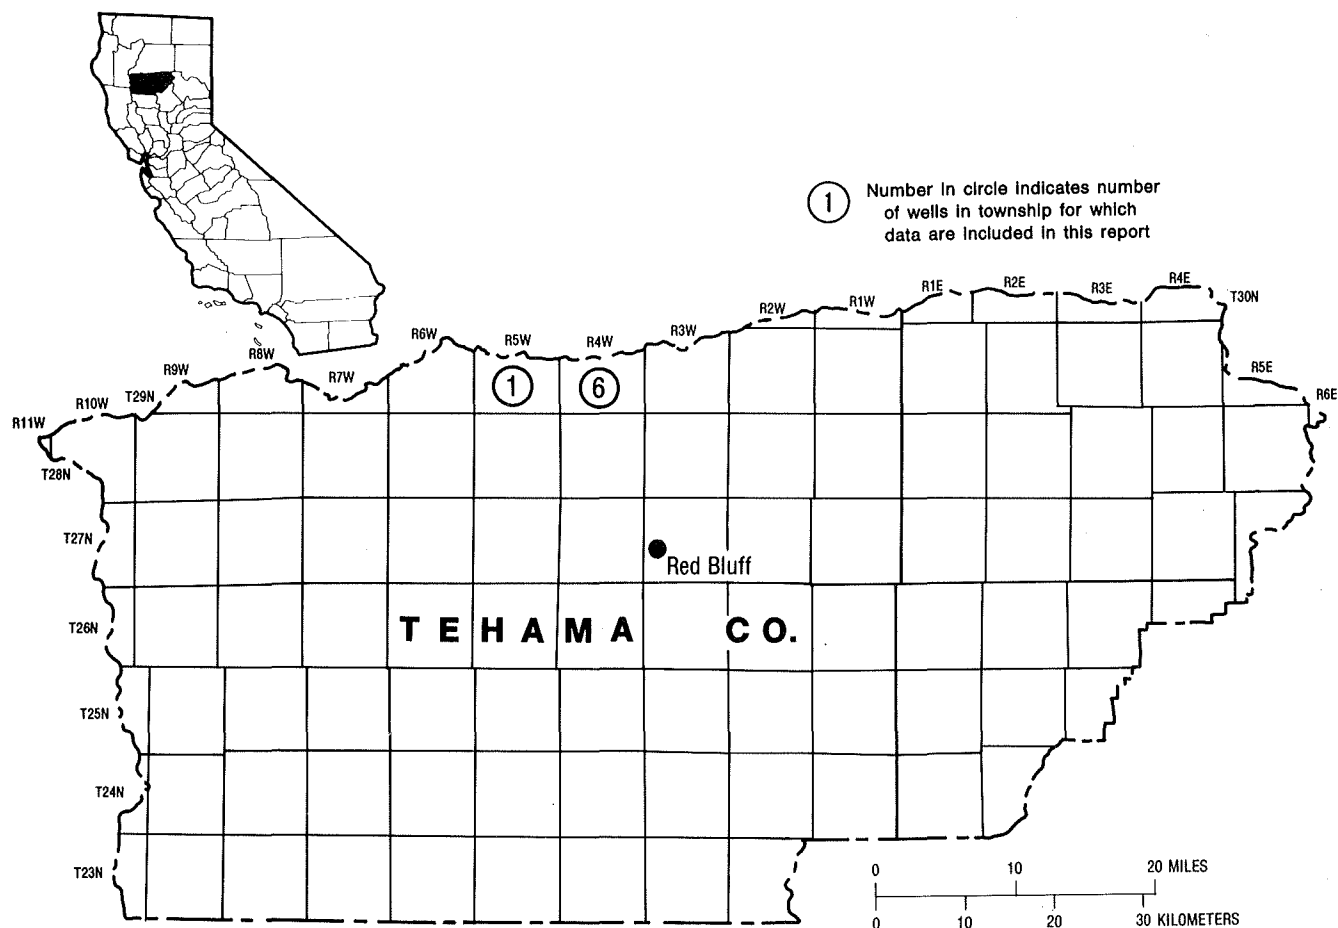 1
Number in circle indicates number
of wells in township for which
data are included in this report
R4E
R1E
R2E
R3E
T30N
R2W
R1W
R6W
R5W
R4W
R3W
R8W
R9W
R7W
R5E
R6E
1
6
R10W
T29N
R11W
T28N
T27N
Red Bluff
T26N
TEHAMA CO.
T25N
T24N
T23N
0 10 20 MILES
0 10 20 30 KILOMETERS